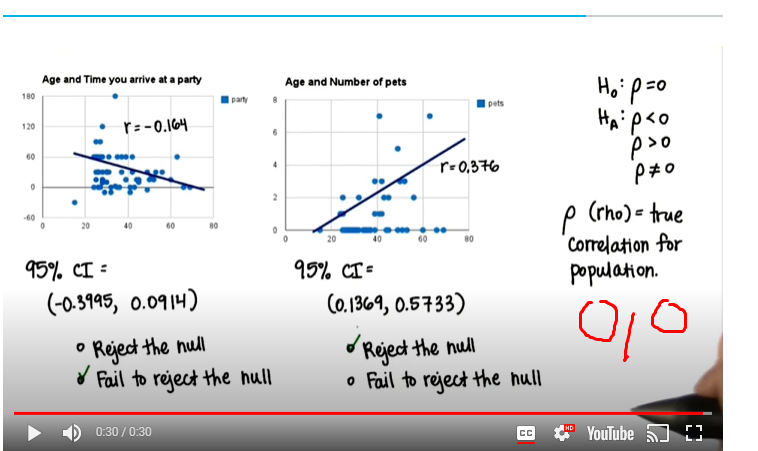 Age and Time you arrive at a party
180
120
60
0
-60
0 20 40 60 80
party
r=-0.164
Age and Number of pets
8
6
4
2
0
0 20 40 60 80
pets
r=0.376
H₀: ρ=0
H_A: ρ<0
ρ>0
ρ≠0
ρ (rho) = true
correlation for
population.
95% CI =
(-0.3995, 0.0914)
Reject the null
✓ Fail to reject the null
95% CI =
(0.1369, 0.5733)
✓ Reject the null
Fail to reject the null
0,0
0:30 / 0:30
CC
HD
YouTube